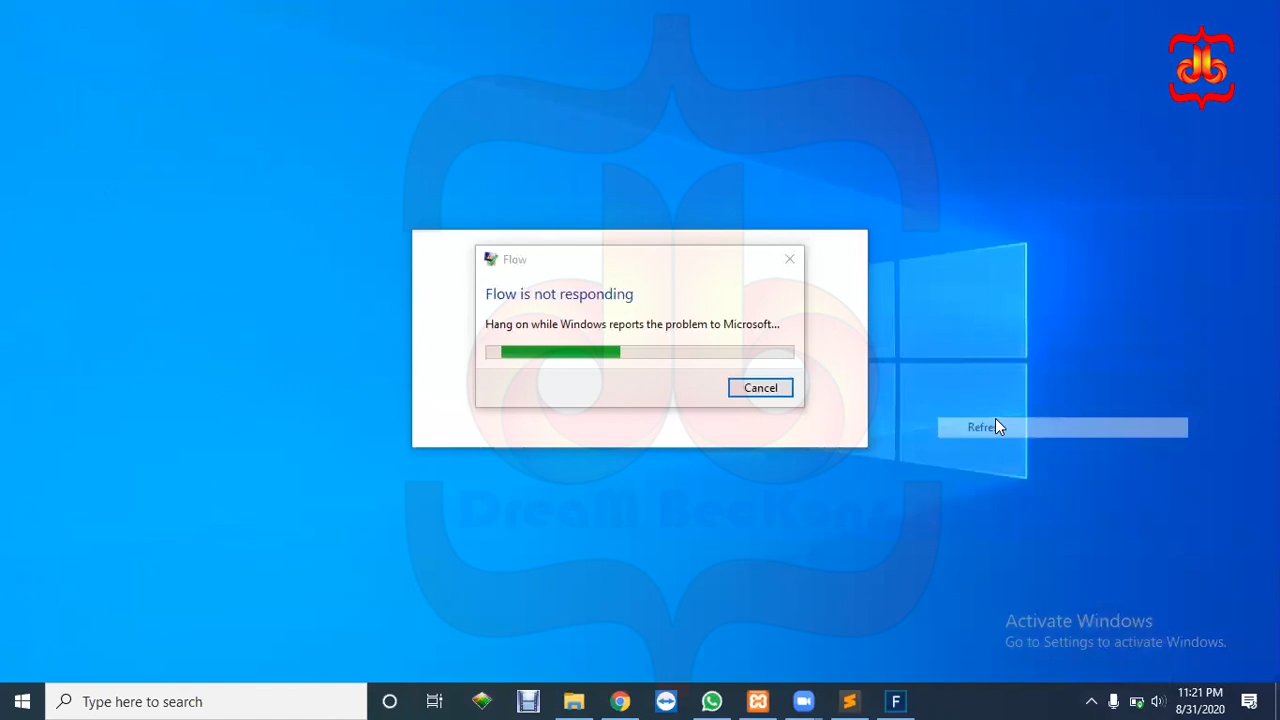 Flow
Flow is not responding
Hang on while Windows reports the problem to Microsoft...
Cancel
DreaM
Activate Windows
Go to Settings to activate Windows.
Type here to search
F
11:21 PM
8/31/2020